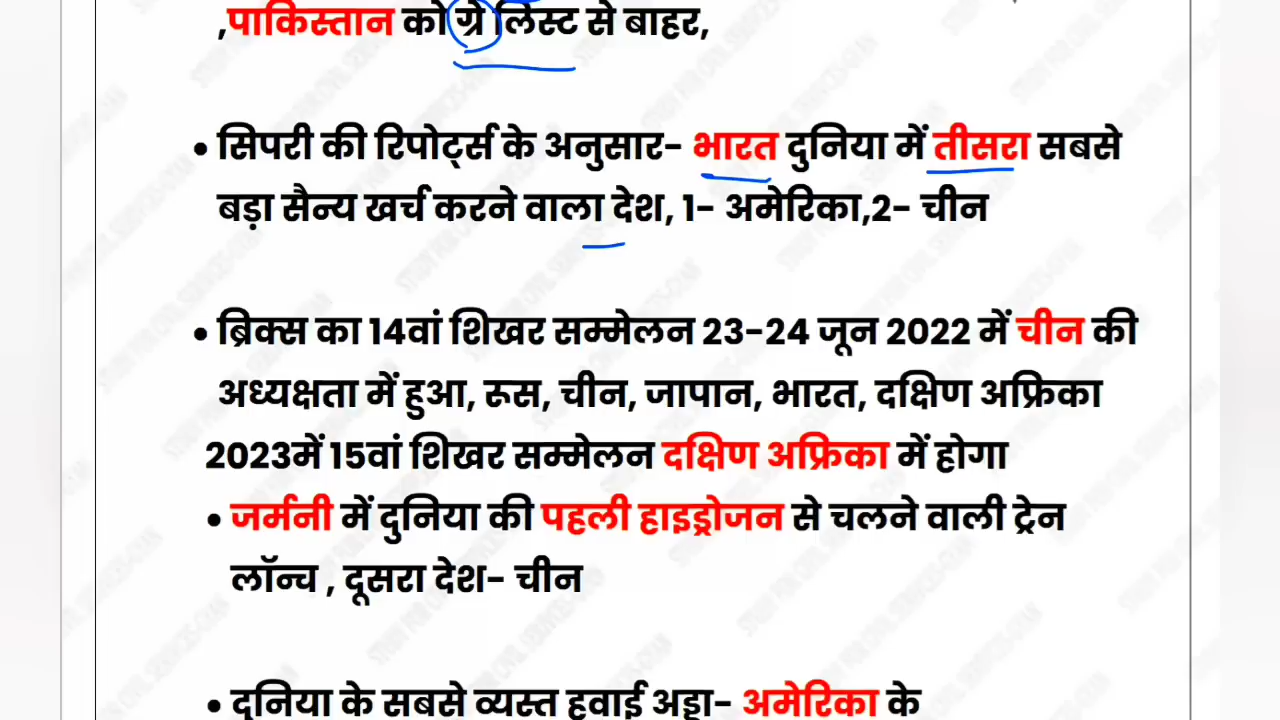 ,पाकिस्तान को ग्रे लिस्ट से बाहर,
• सिपरी की रिपोर्ट्स के अनुसार- भारत दुनिया में तीसरा सबसे
बड़ा सैन्य खर्च करने वाला देश, 1- अमेरिका,2- चीन
• ब्रिक्स का 14वां शिखर सम्मेलन 23-24 जून 2022 में चीन की
अध्यक्षता में हुआ, रूस, चीन, जापान, भारत, दक्षिण अफ्रिका
2023में 15वां शिखर सम्मेलन दक्षिण अफ्रिका में होगा
• जर्मनी में दुनिया की पहली हाइड्रोजन से चलने वाली ट्रेन
लॉन्च , दूसरा देश- चीन
• दुनिया के सबसे व्यस्त हवाई अड्डा- अमेरिका के